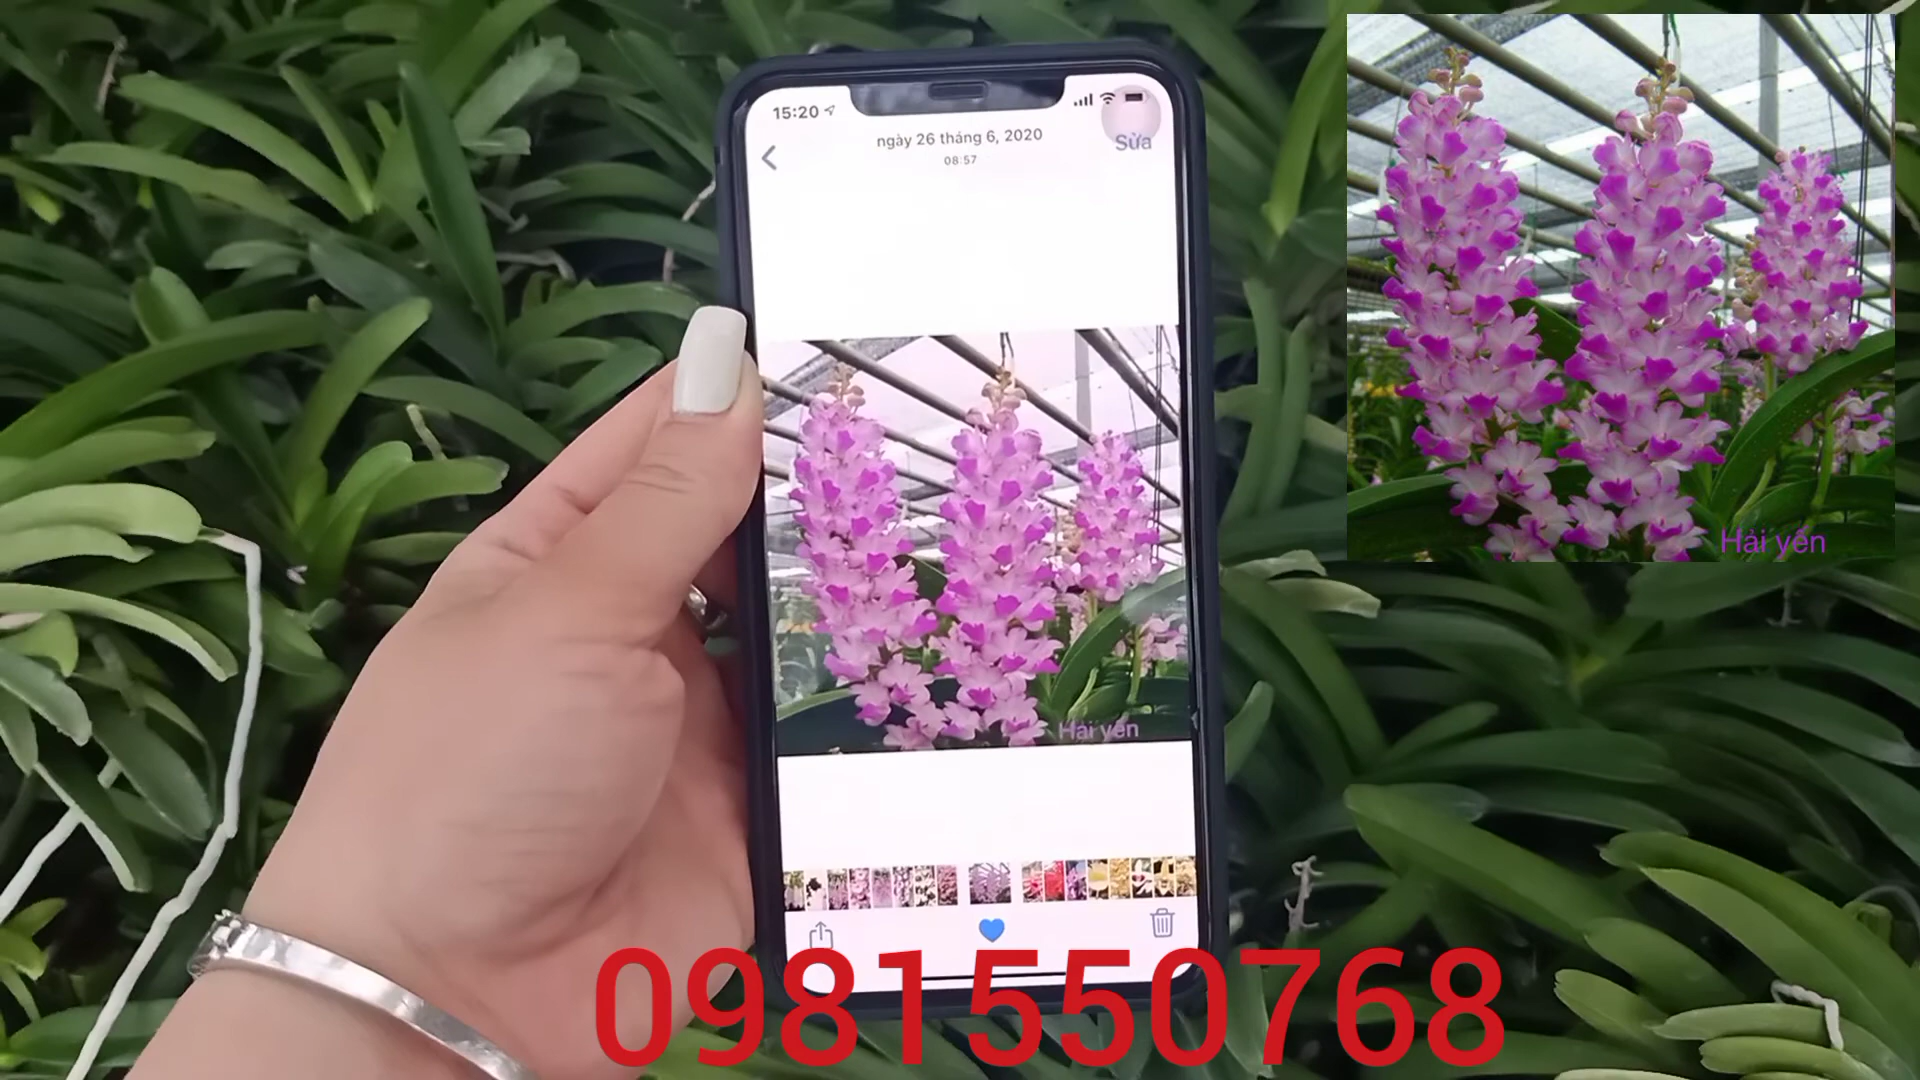 15:20
ngày 26 tháng 6, 2020
Sửa
08:57
Hải yến
Hải yến
0981550768